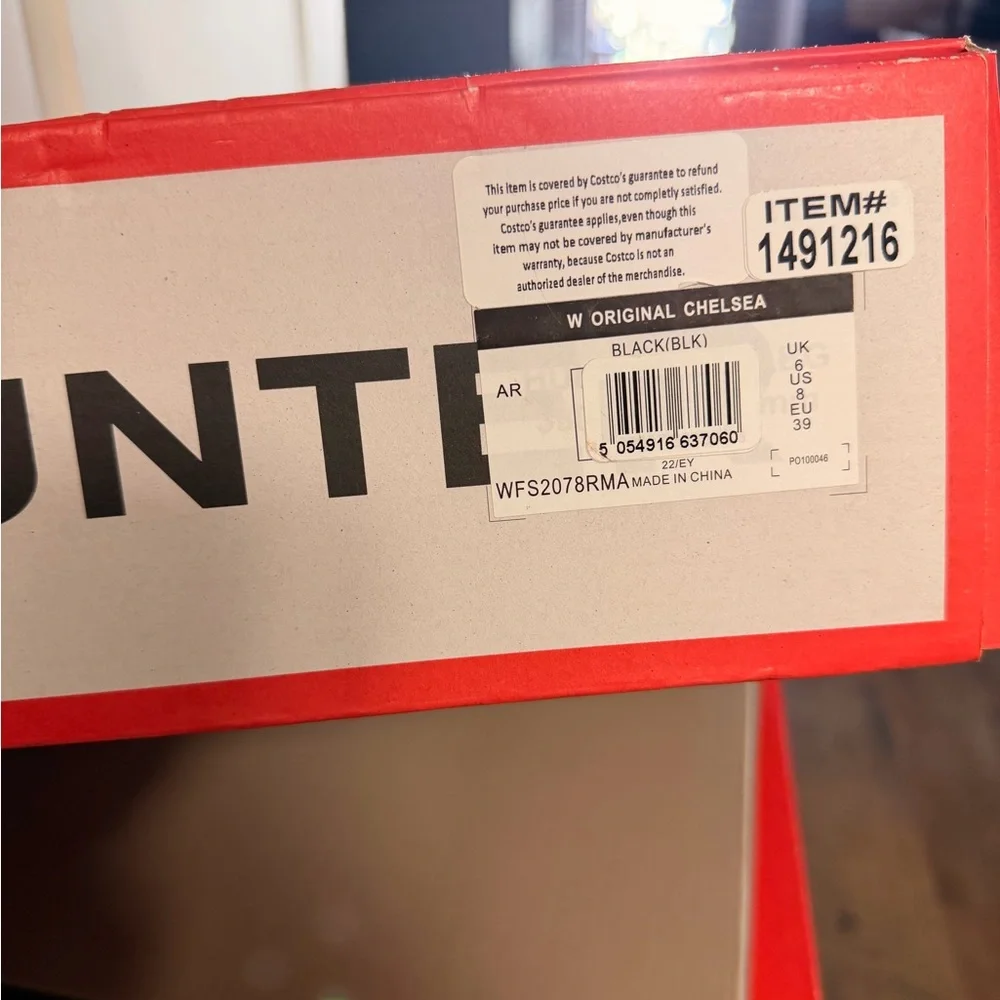 This item is covered by Costco's guarantee to refund
your purchase price if you are not completly satisfied.
Costco's guarantee applies,even though this
item may not be covered by manufacturer's
warranty, because Costco is not an
authorized dealer of the merchandise.
ITEM#
1491216
UNTE
W ORIGINAL CHELSEA
BLACK(BLK)
AR
UK
6
US
8
EU
39
5 054916 637060
22/EY
PO100046
WFS2078RMA MADE IN CHINA